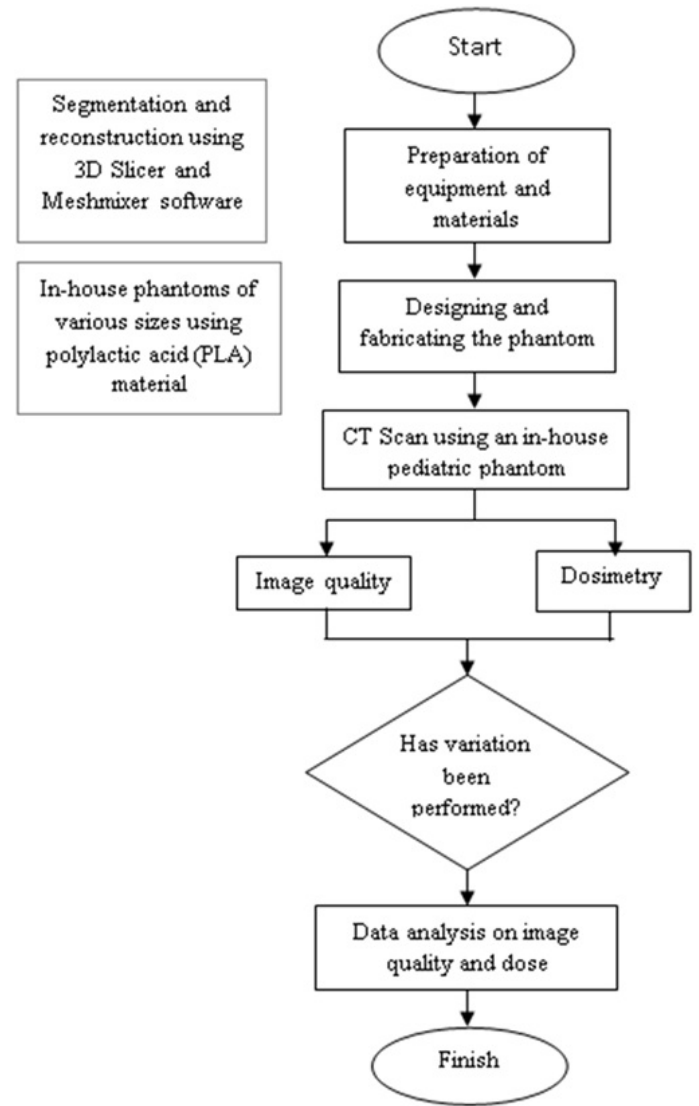 Start
Segmentation and
reconstruction using
3D Slicer and
Meshmixer software
Preparation of
equipment and
materials
In-house phantoms of
various sizes using
polylactic acid (PLA)
material
Designing and
fabricating the phantom
CT Scan using an in-house
pediatric phantom
Image quality
Dosimetry
Has variation
been
performed?
Data analysis on image
quality and dose
Finish